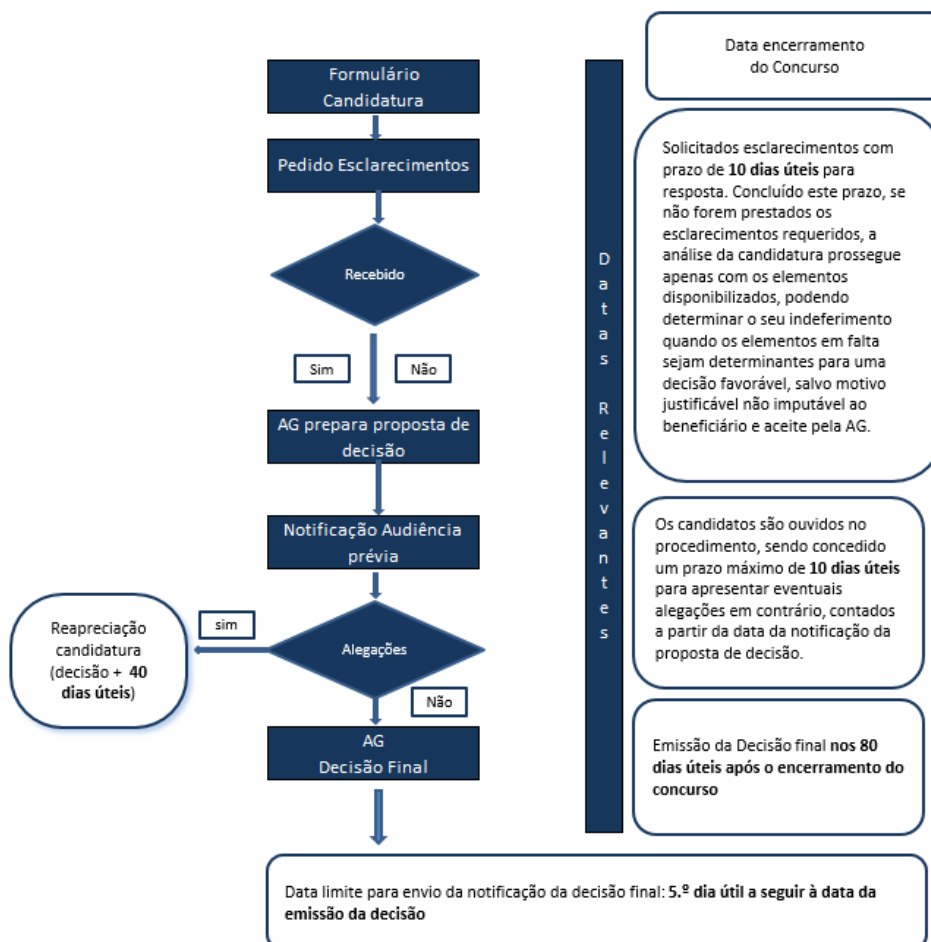 Formulário
Candidatura
Pedido Esclarecimentos
Recebido
Sim
Não
AG prepara proposta de
decisão
Notificação Audiência
prévia
Alegações
sim
Reapreciação
candidatura
(decisão + 40
dias úteis)
Não
AG
Decisão Final
Datas Relevantes
Data encerramento
do Concurso
Solicitados esclarecimentos com
prazo de 10 dias úteis para
resposta. Concluído este prazo, se
não forem prestados os
esclarecimentos requeridos, a
análise da candidatura prossegue
apenas com os elementos
disponibilizados, podendo
determinar o seu indeferimento
quando os elementos em falta
sejam determinantes para uma
decisão favorável, salvo motivo
justificável não imputável ao
beneficiário e aceite pela AG.
Os candidatos são ouvidos no
procedimento, sendo concedido
um prazo máximo de 10 dias úteis
para apresentar eventuais
alegações em contrário, contados
a partir da data da notificação da
proposta de decisão.
Emissão da Decisão final nos 80
dias úteis após o encerramento do
concurso
Data limite para envio da notificação da decisão final: 5.º dia útil a seguir à data da
emissão da decisão